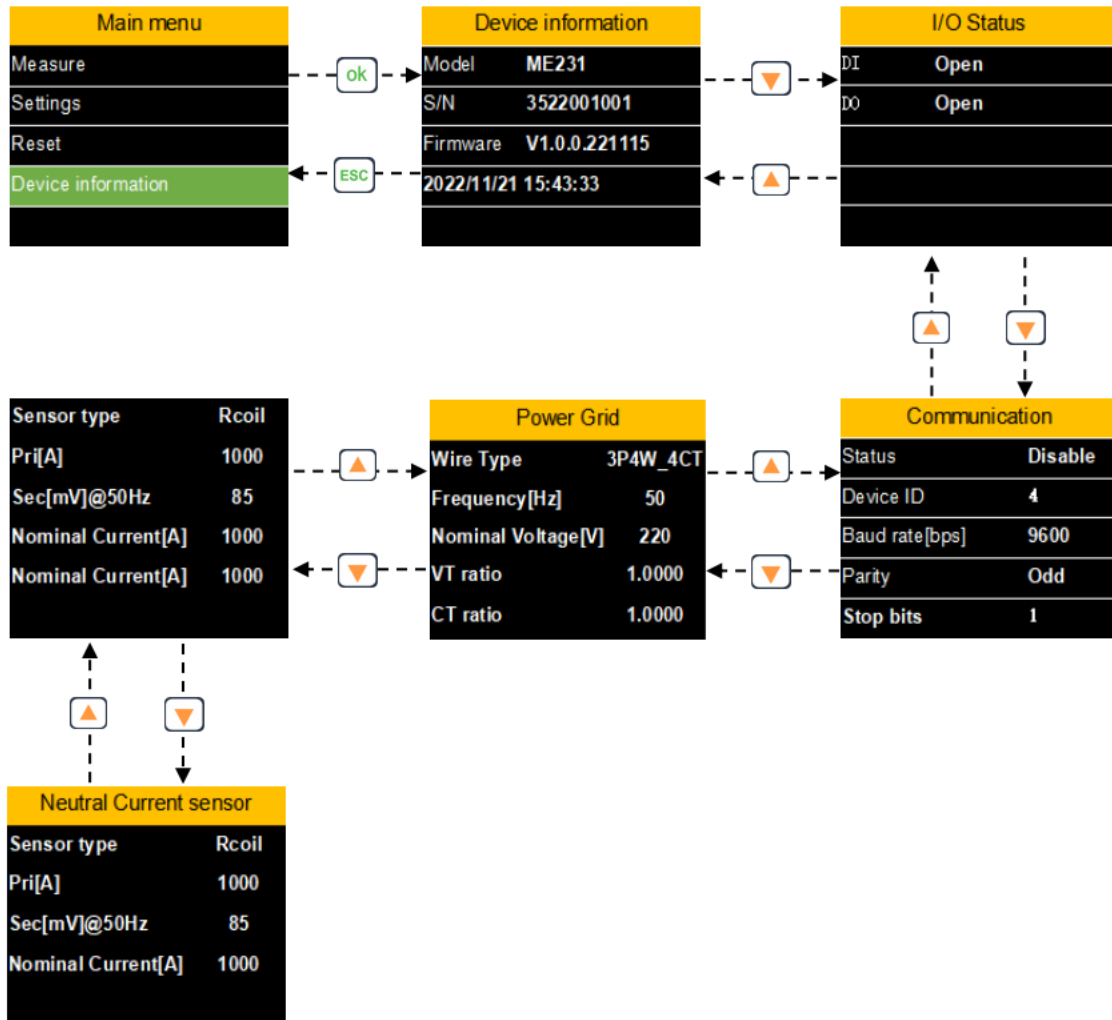 Main menu
Measure
Settings
Reset
Device information
ok
ESC
Device information
Model ME231
S/N 3522001001
Firmware V1.0.0.221115
2022/11/21 15:43:33
I/O Status
DI Open
DO Open
Sensor type Rcoil
Pri[A] 1000
Sec[mV]@50Hz 85
Nominal Current[A] 1000
Nominal Current[A] 1000
Power Grid
Wire Type 3P4W_4CT
Frequency[Hz] 50
Nominal Voltage[V] 220
VT ratio 1.0000
CT ratio 1.0000
Communication
Status Disable
Device ID 4
Baud rate[bps] 9600
Parity Odd
Stop bits 1
Neutral Current sensor
Sensor type Rcoil
Pri[A] 1000
Sec[mV]@50Hz 85
Nominal Current[A] 1000